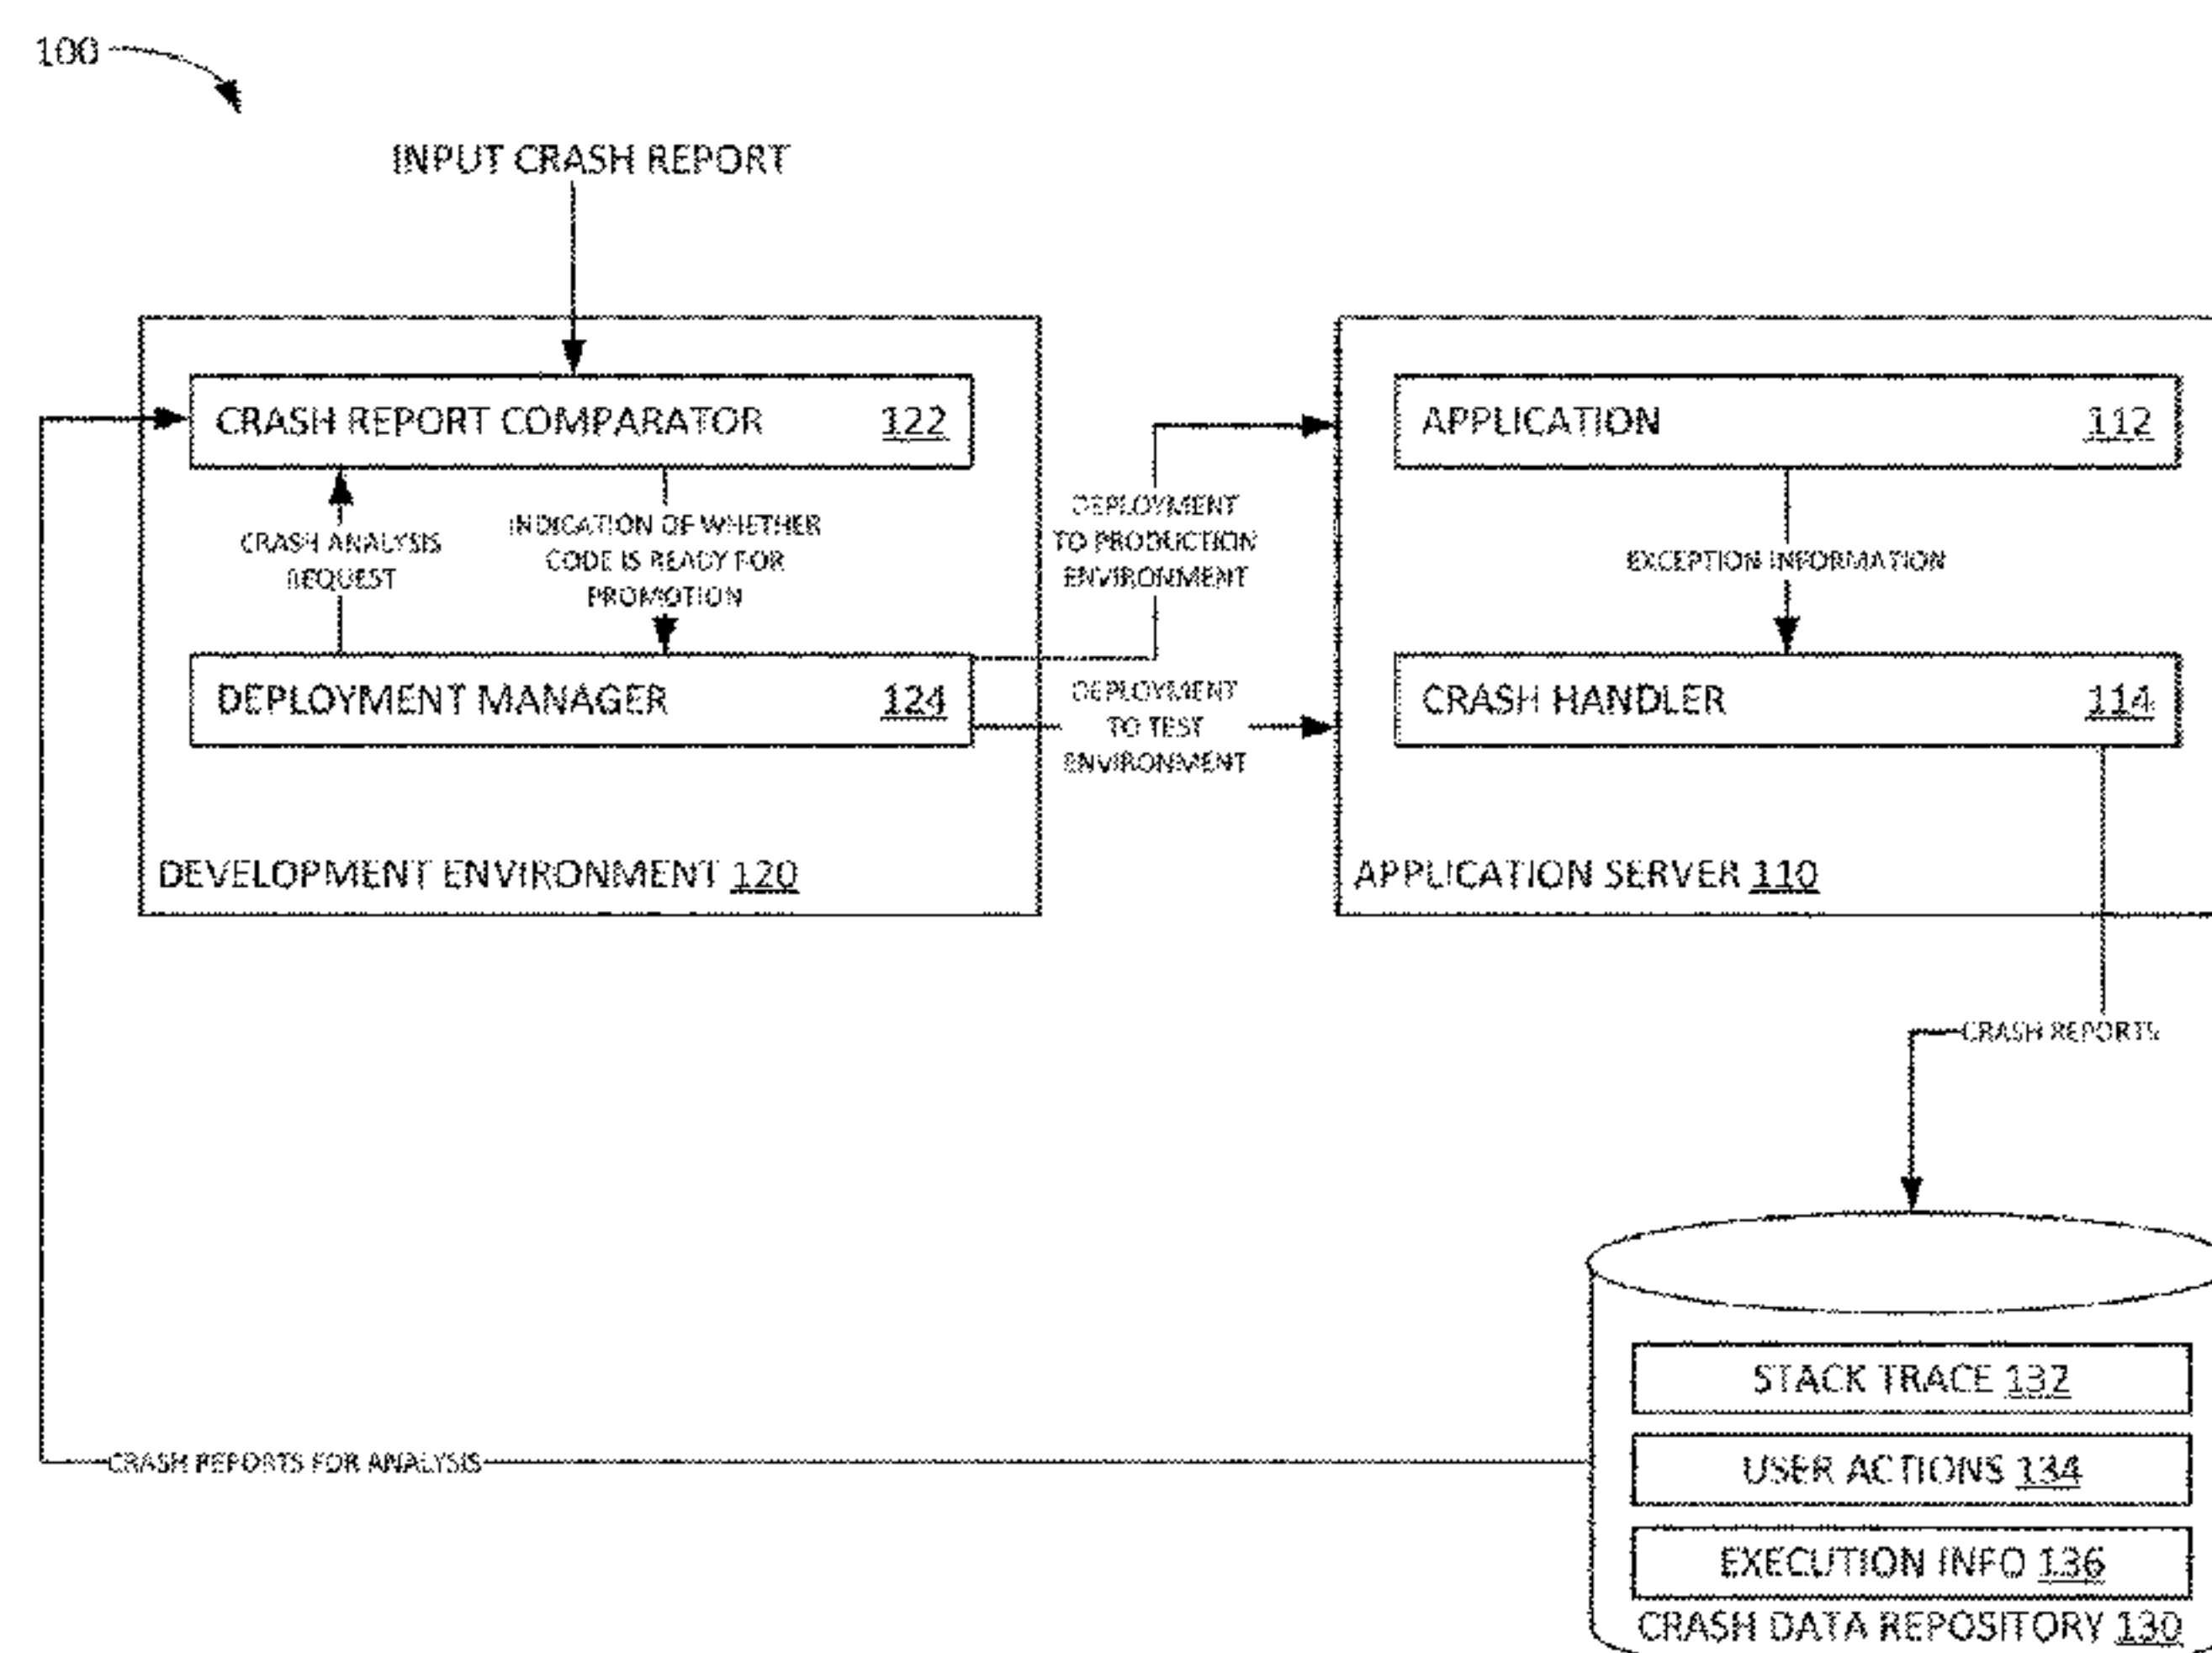 100
INPUT CRASH REPORT
CRASH REPORT COMPARATOR 122
CRASH ANALYSIS
REQUEST
INDICATION OF WHETHER
CODE IS READY FOR
PROMOTION
DEPLOYMENT MANAGER 124
DEVELOPMENT ENVIRONMENT 120
DEPLOYMENT
TO PRODUCTION
ENVIRONMENT
DEPLOYMENT
TO TEST
ENVIRONMENT
APPLICATION 112
EXCEPTION INFORMATION
CRASH HANDLER 114
APPLICATION SERVER 110
CRASH REPORTS
STACK TRACE 132
USER ACTIONS 134
EXECUTION INFO 136
CRASH DATA REPOSITORY 130
CRASH REPORTS FOR ANALYSIS